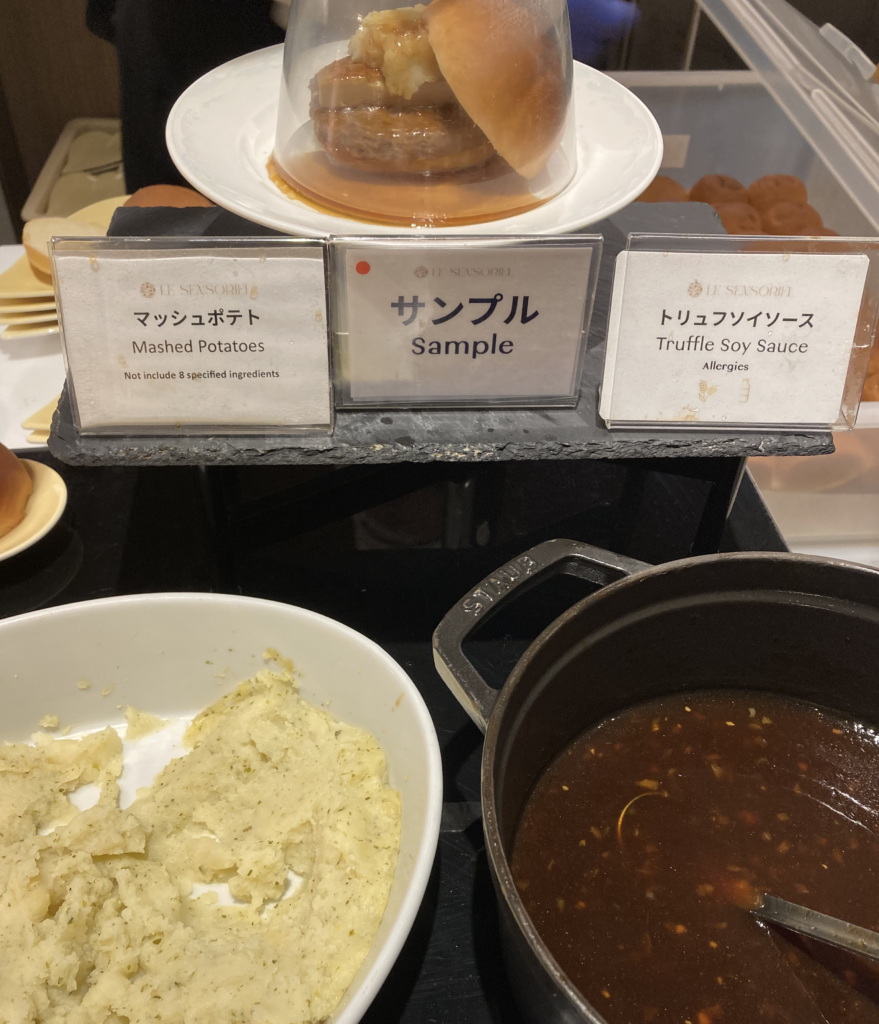 LE SENSORIEL
マッシュポテト
Mashed Potatoes
Not include 8 specified ingredients
LE SENSORIEL
サンプル
Sample
LE SENSORIEL
トリュフソイソース
Truffle Soy Sauce
Allergies
STAUB